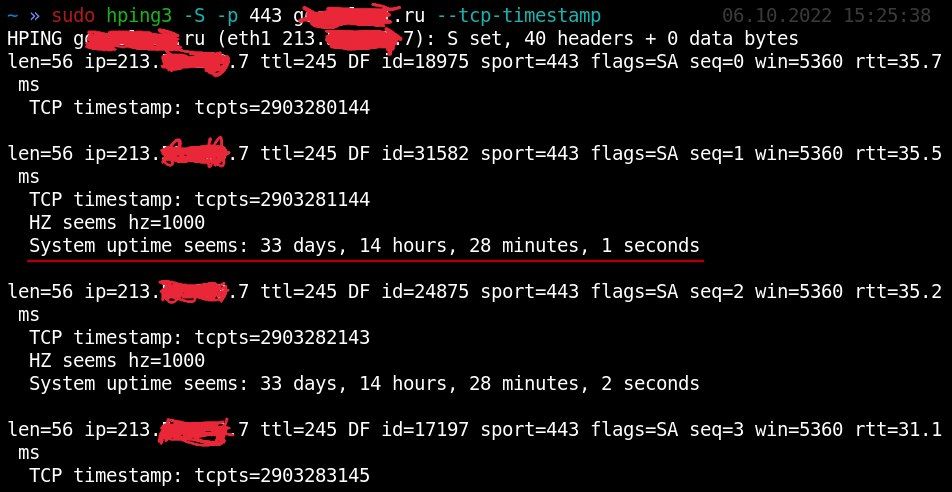 ~ » sudo hping3 -S -p 443 g .ru --tcp-timestamp 06.10.2022 15:25:38
HPING g .ru (eth1 213. .7): S set, 40 headers + 0 data bytes
len=56 ip=213. .7 ttl=245 DF id=18975 sport=443 flags=SA seq=0 win=5360 rtt=35.7
ms
TCP timestamp: tcpts=2903280144
len=56 ip=213. .7 ttl=245 DF id=31582 sport=443 flags=SA seq=1 win=5360 rtt=35.5
ms
TCP timestamp: tcpts=2903281144
HZ seems hz=1000
System uptime seems: 33 days, 14 hours, 28 minutes, 1 seconds
len=56 ip=213. .7 ttl=245 DF id=24875 sport=443 flags=SA seq=2 win=5360 rtt=35.2
ms
TCP timestamp: tcpts=2903282143
HZ seems hz=1000
System uptime seems: 33 days, 14 hours, 28 minutes, 2 seconds
len=56 ip=213. .7 ttl=245 DF id=17197 sport=443 flags=SA seq=3 win=5360 rtt=31.1
ms
TCP timestamp: tcpts=2903283145